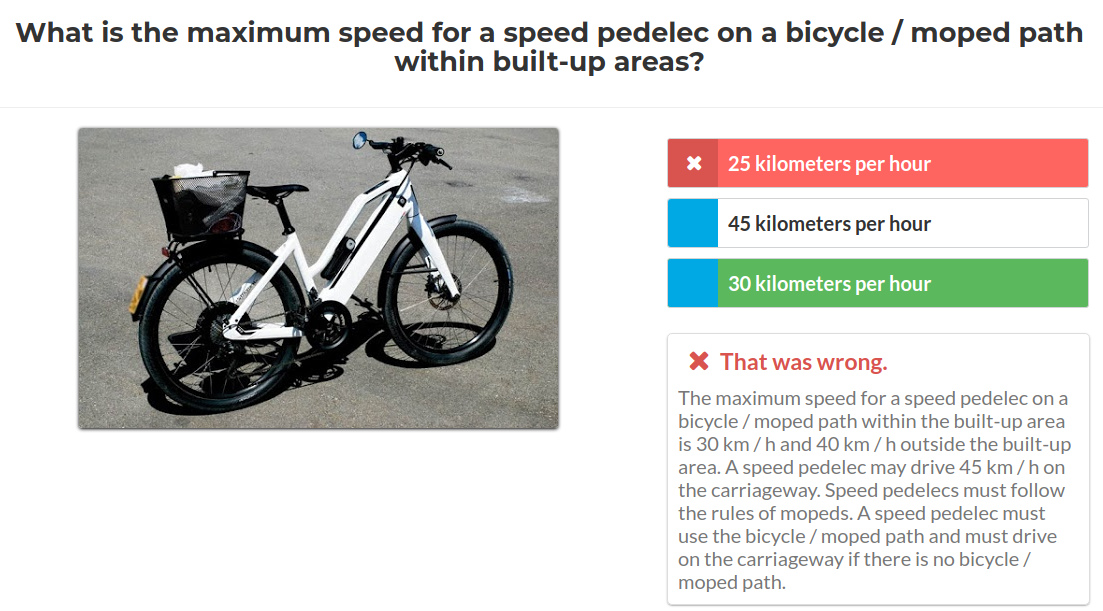 What is the maximum speed for a speed pedelec on a bicycle / moped path
within built-up areas?
25 kilometers per hour
45 kilometers per hour
30 kilometers per hour
That was wrong.
The maximum speed for a speed pedelec on a
bicycle / moped path within the built-up area
is 30 km / h and 40 km / h outside the built-up
area. A speed pedelec may drive 45 km / h on
the carriageway. Speed pedelecs must follow
the rules of mopeds. A speed pedelec must
use the bicycle / moped path and must drive
on the carriageway if there is no bicycle /
moped path.